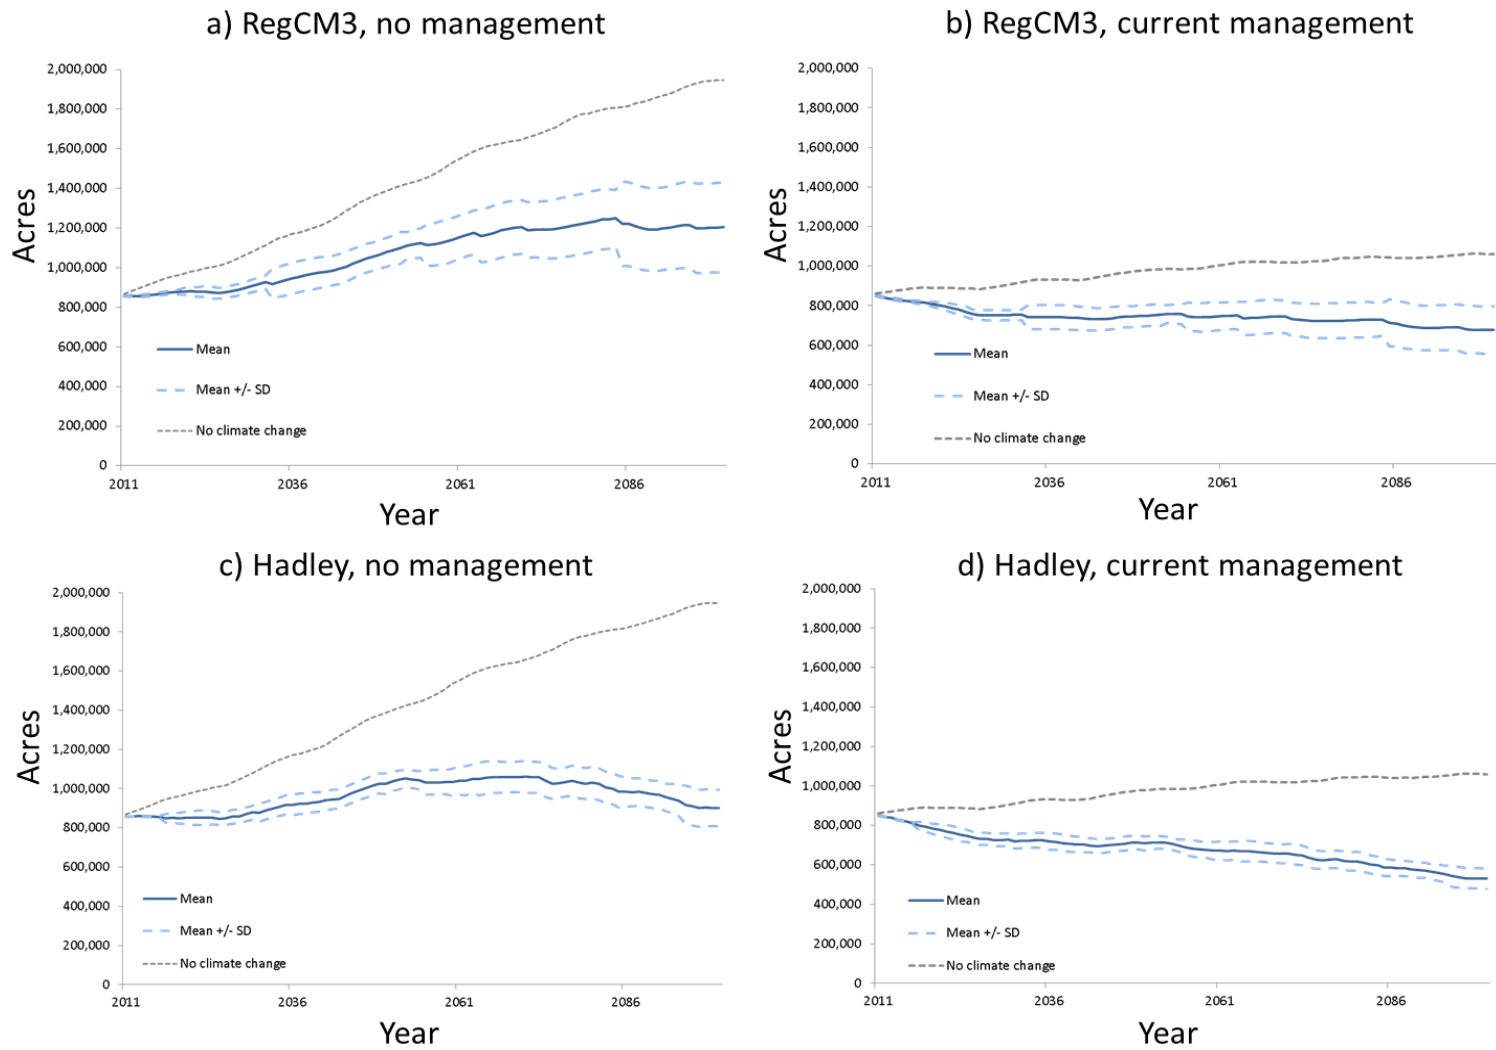 a) RegCM3, no management
2,000,000
1,800,000
1,600,000
1,400,000
1,200,000
1,000,000
800,000
600,000
400,000
200,000
0
Acres
Mean
Mean +/- SD
No climate change
2011 2036 2061 2086
Year
b) RegCM3, current management
2,000,000
1,800,000
1,600,000
1,400,000
1,200,000
1,000,000
800,000
600,000
400,000
200,000
0
Acres
Mean
Mean +/- SD
No climate change
2011 2036 2061 2086
Year
c) Hadley, no management
2,000,000
1,800,000
1,600,000
1,400,000
1,200,000
1,000,000
800,000
600,000
400,000
200,000
0
Acres
Mean
Mean +/- SD
No climate change
2011 2036 2061 2086
Year
d) Hadley, current management
2,000,000
1,800,000
1,600,000
1,400,000
1,200,000
1,000,000
800,000
600,000
400,000
200,000
0
Acres
Mean
Mean +/- SD
No climate change
2011 2036 2061 2086
Year